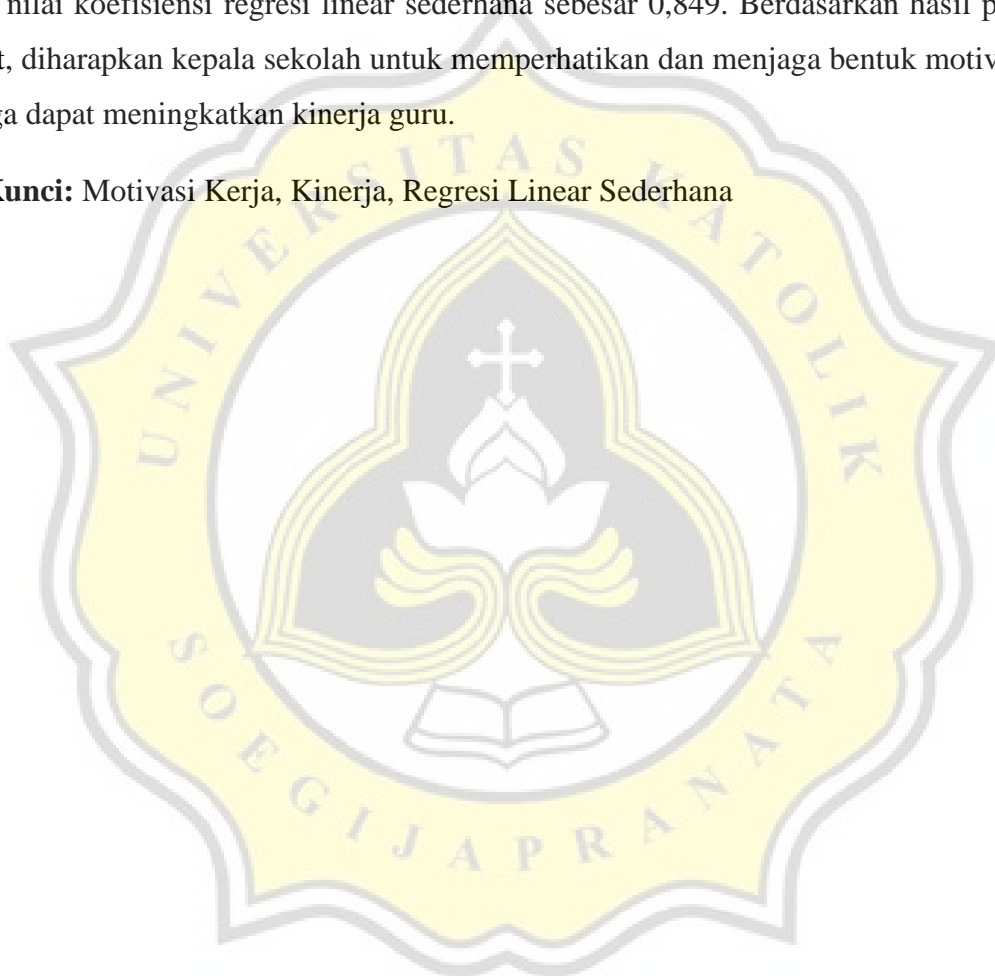 nilai koefisiensi regresi linear sederhana sebesar 0,849. Berdasarkan hasil p
t, diharapkan kepala sekolah untuk memperhatikan dan menjaga bentuk motiv
ga dapat meningkatkan kinerja guru.
Kunci: Motivasi Kerja, Kinerja, Regresi Linear Sederhana
UNIVERSITAS KATOLIK
SOEGIJAPRANATA